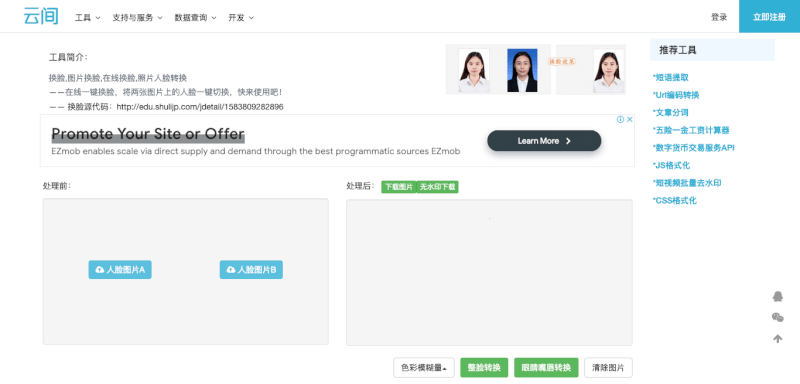 云间
工具
支持与服务
数据查询
开发
登录
立即注册
工具简介:
换脸,图片换脸,在线换脸,照片人脸转换
——在线一键换脸，将两张图片上的人脸一键切换，快来使用吧！
—— 换脸源代码：http://edu.shulijp.com/jdetail/1583809282896
换脸效果
推荐工具
*短语提取
*Url编码转换
*文章分词
*五险一金工资计算器
*数字货币交易服务API
*JS格式化
*短视频批量去水印
*CSS格式化
Promote Your Site or Offer
EZmob enables scale via direct supply and demand through the best programmatic sources EZmob
Learn More
处理前:
处理后:
下载图片
无水印下载
人脸图片A
人脸图片B
色彩模糊量
整脸转换
眼睛嘴唇转换
清除图片